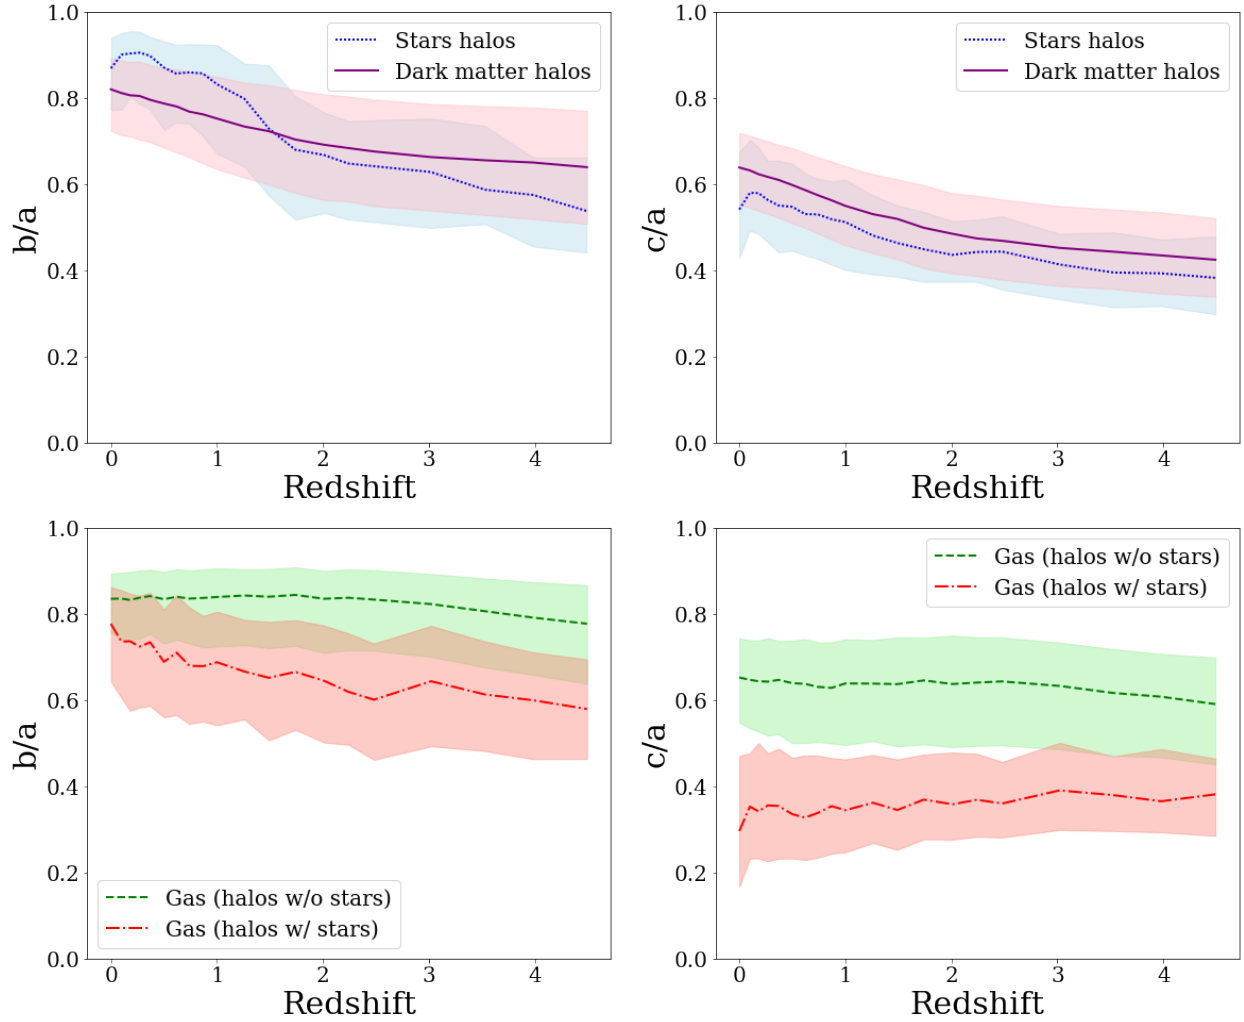 1.0
0.8
0.6
0.4
0.2
0.0
b/a
Stars halos
Dark matter halos
0 1 2 3 4
Redshift
1.0
0.8
0.6
0.4
0.2
0.0
c/a
Stars halos
Dark matter halos
0 1 2 3 4
Redshift
1.0
0.8
0.6
0.4
0.2
0.0
b/a
Gas (halos w/o stars)
Gas (halos w/ stars)
0 1 2 3 4
Redshift
1.0
0.8
0.6
0.4
0.2
0.0
c/a
Gas (halos w/o stars)
Gas (halos w/ stars)
0 1 2 3 4
Redshift